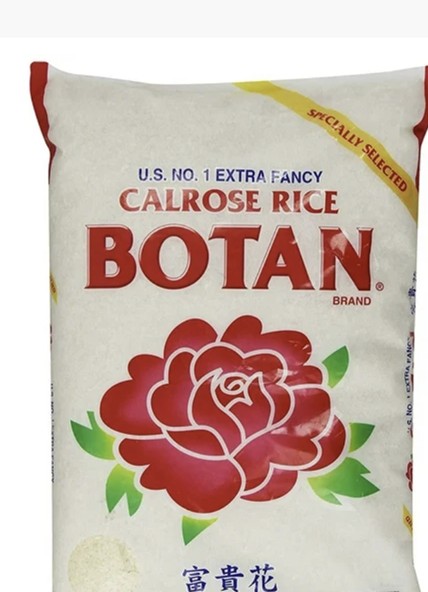 SPECIALLY SELECTED
U.S. NO. 1 EXTRA FANCY
CALROSE RICE
BOTAN®
BRAND
富貴花